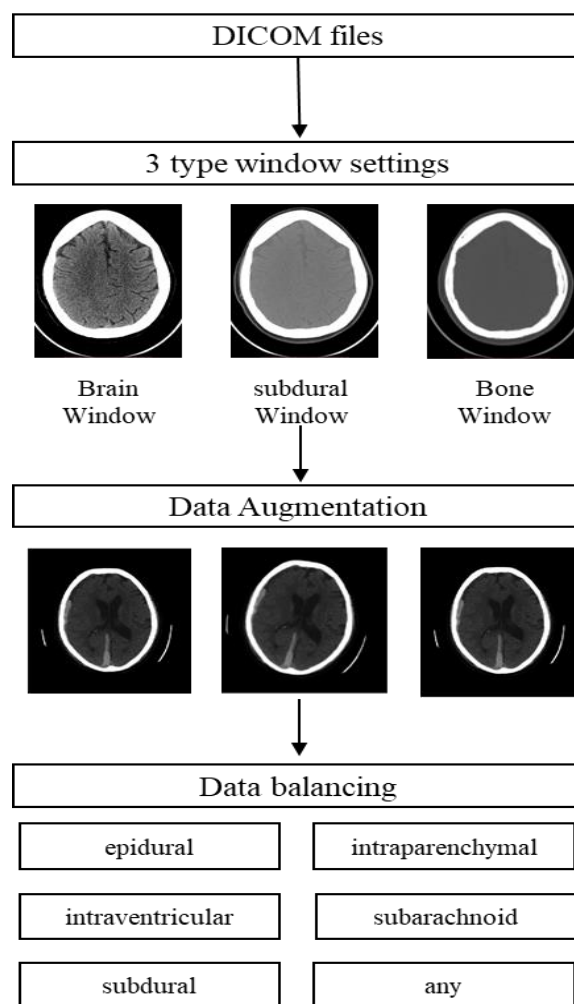 DICOM files
3 type window settings
Brain
Window
subdural
Window
Bone
Window
Data Augmentation
Data balancing
epidural
intraparenchymal
intraventricular
subarachnoid
subdural
any